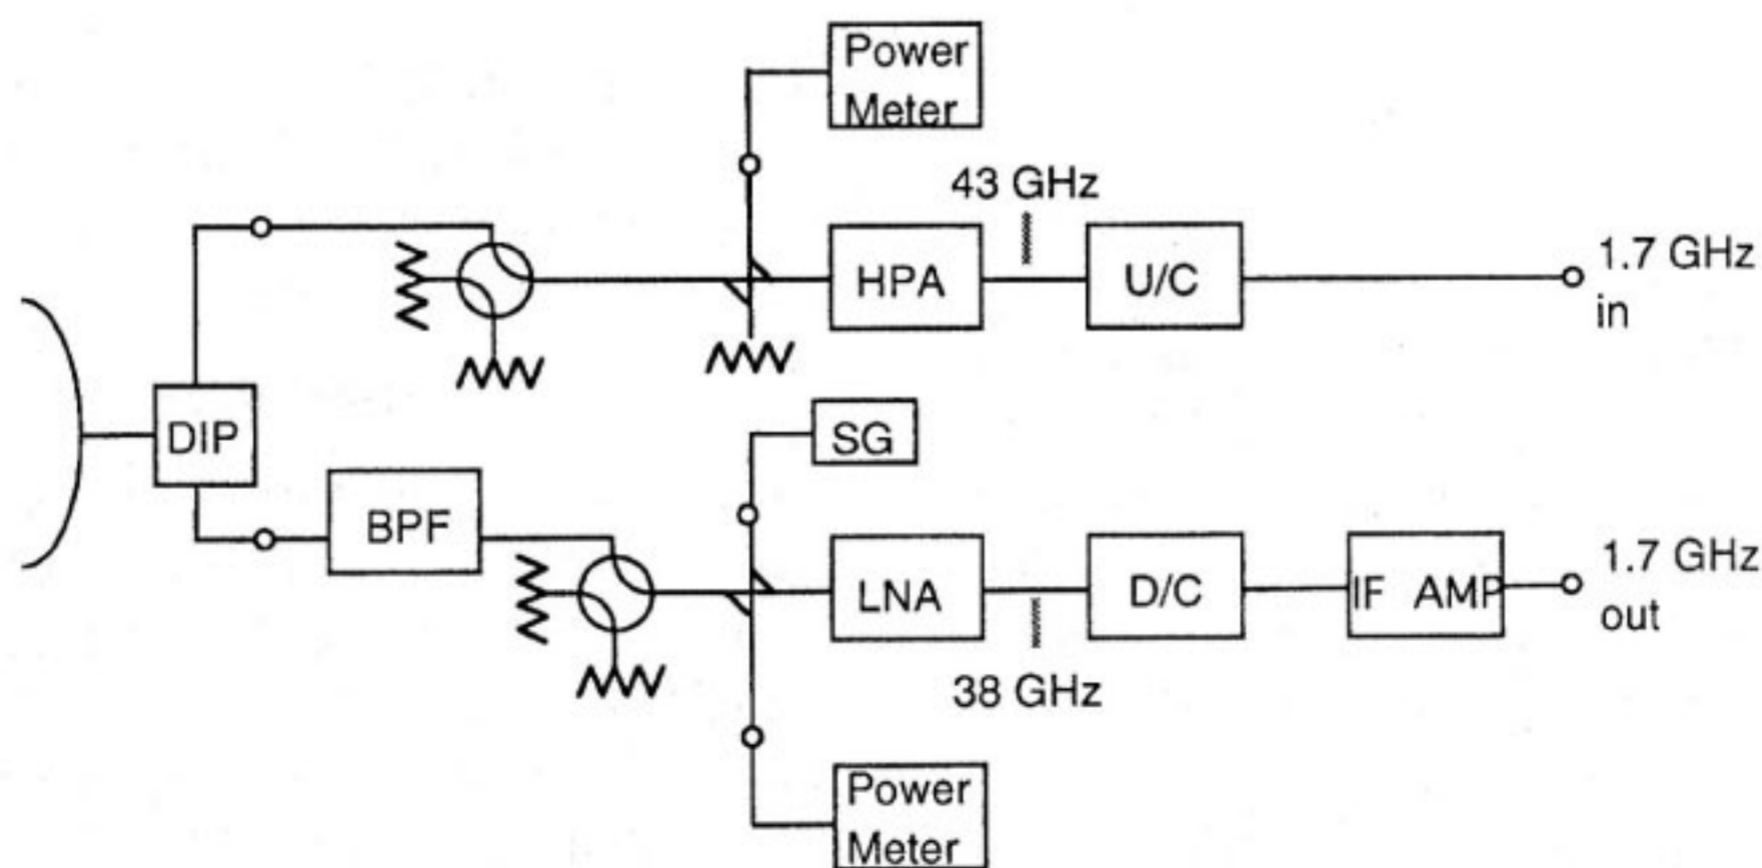 Power
Meter
43 GHz
HPA
U/C
1.7 GHz
in
DIP
SG
BPF
LNA
D/C
IF AMP
1.7 GHz
out
38 GHz
Power
Meter